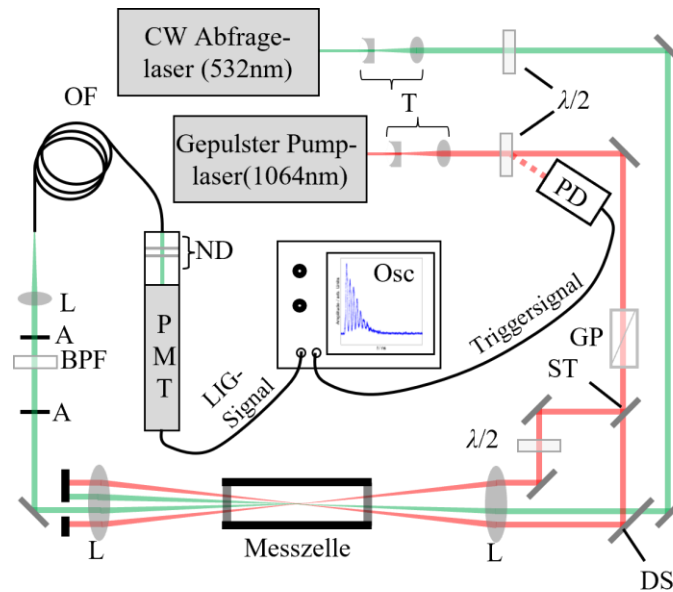 CW Abfrage-
laser (532nm)
OF
T
λ/2
Gepulster Pump-
laser(1064nm)
PD
ND
Osc
L
A
BPF
PMT
GP
Triggersignal
ST
A
LIG-
Signal
λ/2
L
Messzelle
L
DS